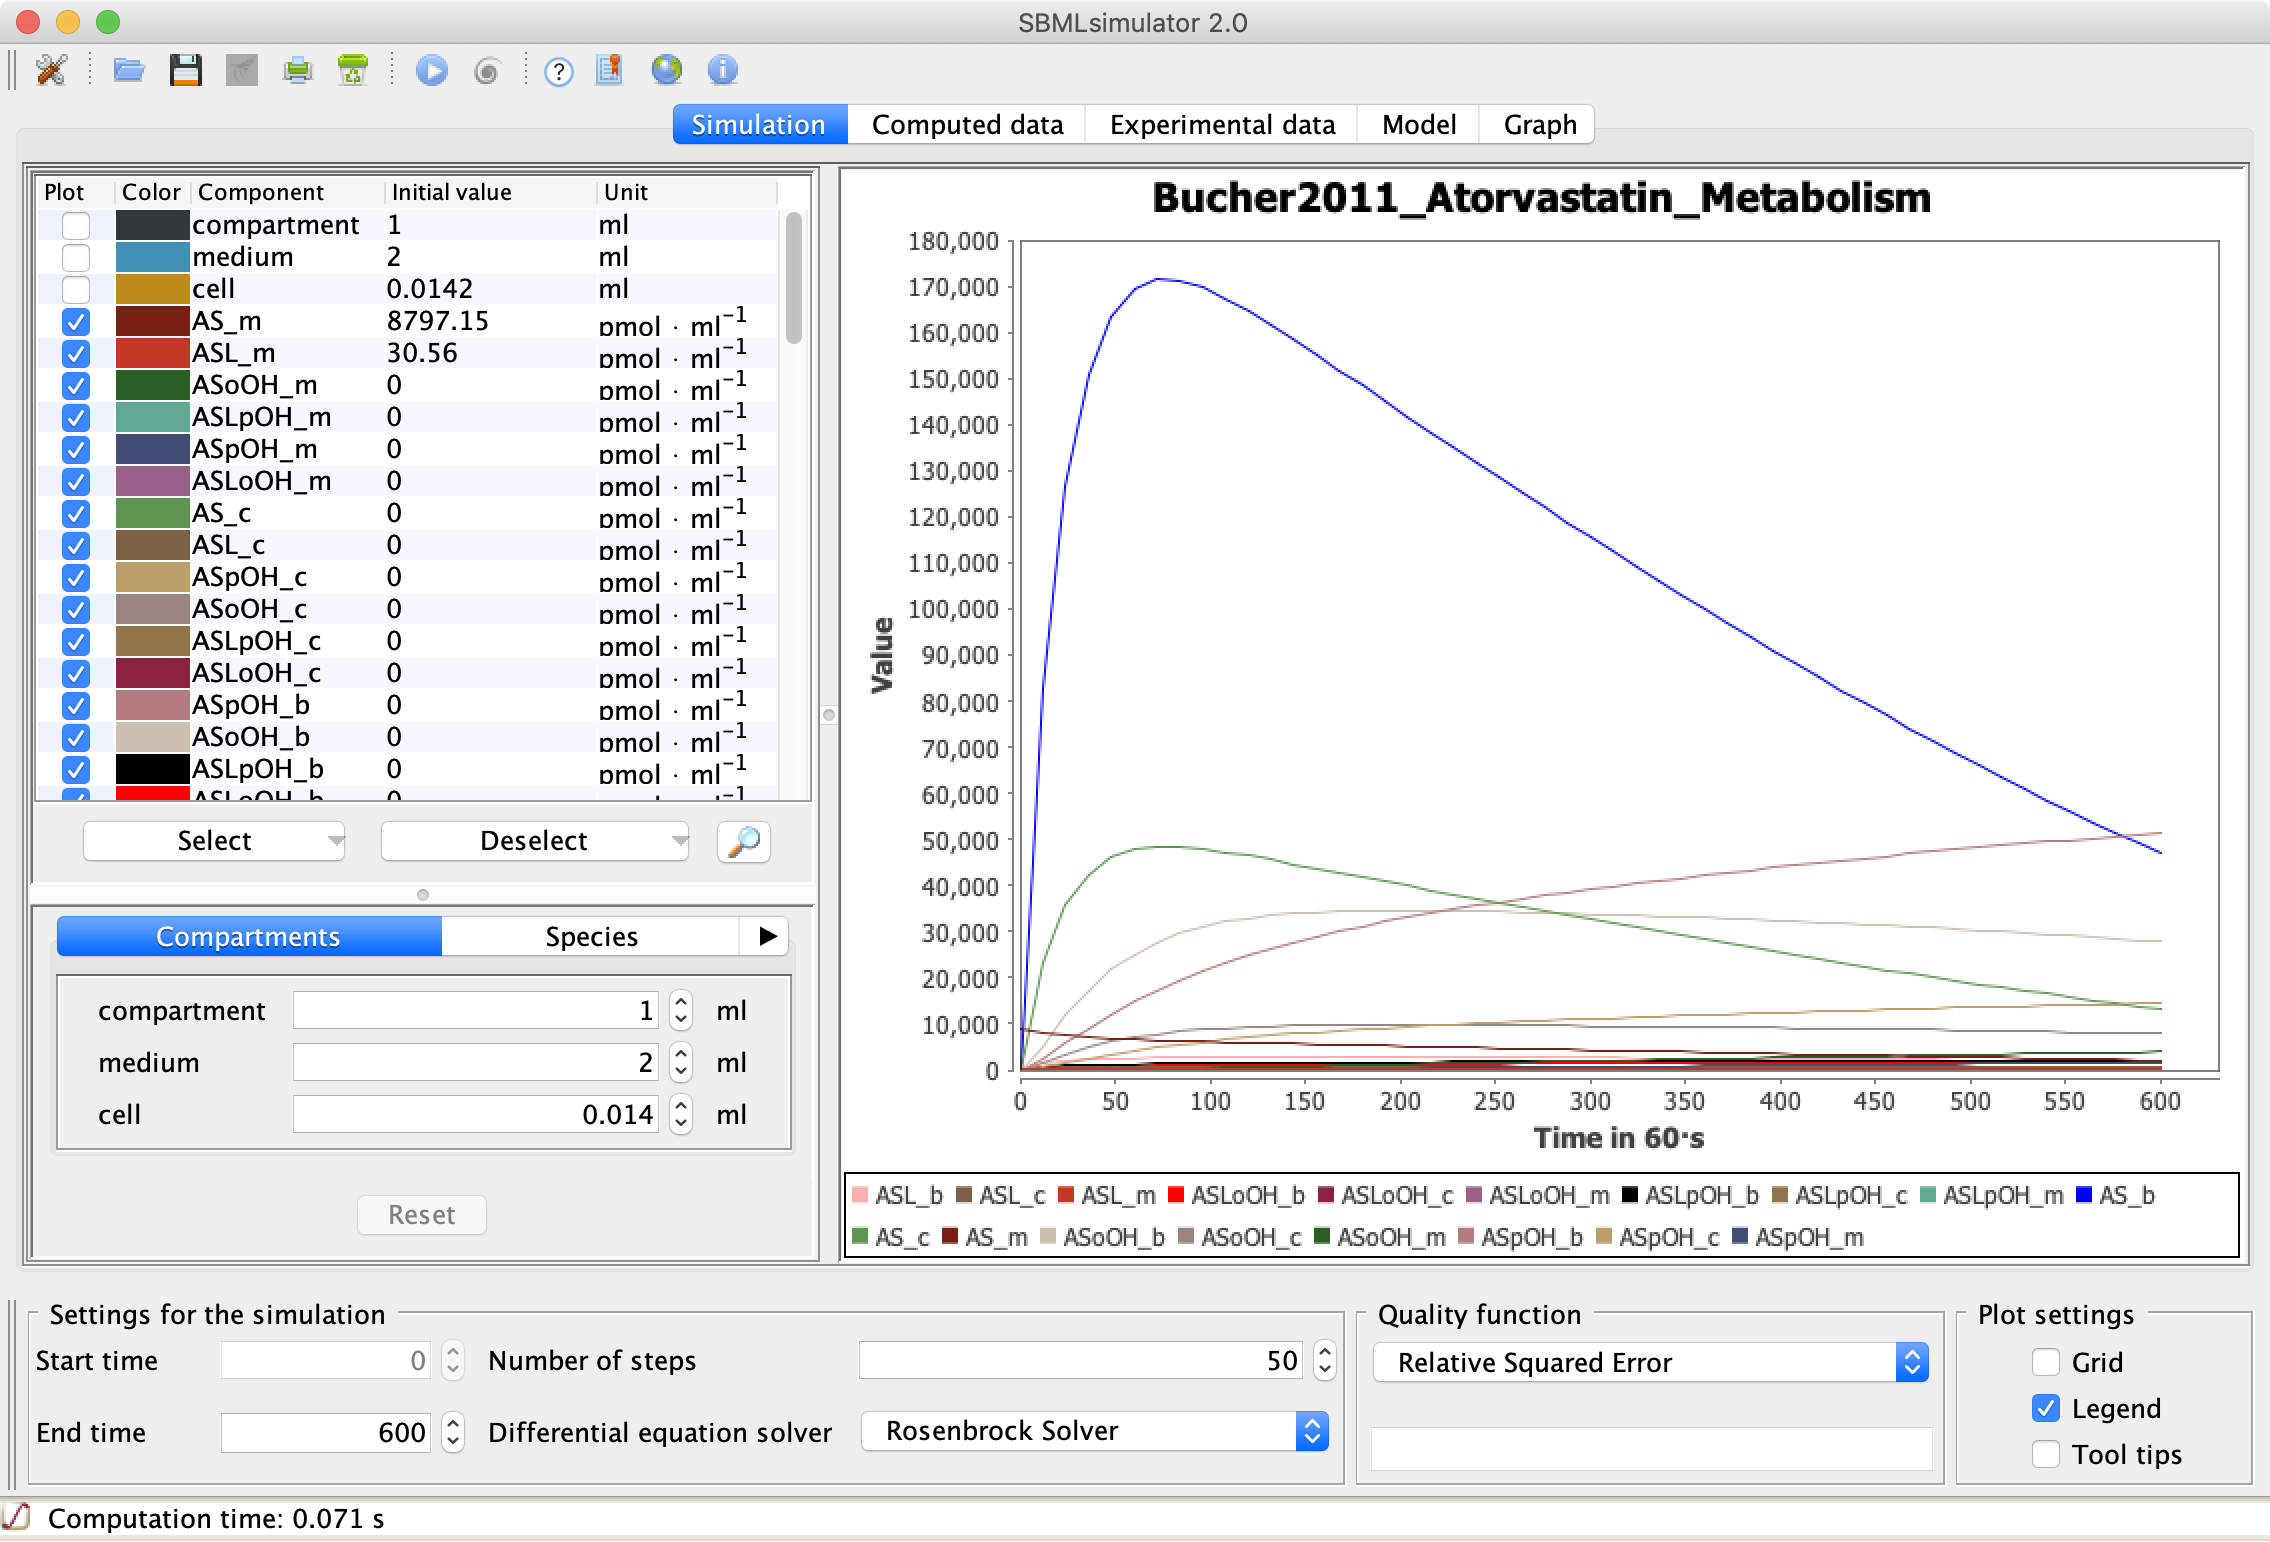 SBMLsimulator 2.0
Simulation Computed data Experimental data Model Graph
Plot Color Component Initial value Unit
compartment 1 ml
medium 2 ml
cell 0.0142 ml
AS_m 8797.15 pmol · ml⁻¹
ASL_m 30.56 pmol · ml⁻¹
ASoOH_m 0 pmol · ml⁻¹
ASLpOH_m 0 pmol · ml⁻¹
ASpOH_m 0 pmol · ml⁻¹
ASLoOH_m 0 pmol · ml⁻¹
AS_c 0 pmol · ml⁻¹
ASL_c 0 pmol · ml⁻¹
ASpOH_c 0 pmol · ml⁻¹
ASoOH_c 0 pmol · ml⁻¹
ASLpOH_c 0 pmol · ml⁻¹
ASLoOH_c 0 pmol · ml⁻¹
ASpOH_b 0 pmol · ml⁻¹
ASoOH_b 0 pmol · ml⁻¹
ASLpOH_b 0 pmol · ml⁻¹
ASLoOH_b 0
Select Deselect
Compartments Species
compartment 1 ml
medium 2 ml
cell 0.014 ml
Reset
Bucher2011_Atorvastatin_Metabolism
180,000
170,000
160,000
150,000
140,000
130,000
120,000
110,000
100,000
90,000
80,000
70,000
60,000
50,000
40,000
30,000
20,000
10,000
0
Value
0 50 100 150 200 250 300 350 400 450 500 550 600
Time in 60·s
ASL_b ASL_c ASL_m ASLoOH_b ASLoOH_c ASLoOH_m ASLpOH_b ASLpOH_c ASLpOH_m AS_b
AS_c AS_m ASoOH_b ASoOH_c ASoOH_m ASpOH_b ASpOH_c ASpOH_m
Settings for the simulation
Start time 0 Number of steps 50
End time 600 Differential equation solver Rosenbrock Solver
Quality function
Relative Squared Error
Plot settings
Grid
Legend
Tool tips
Computation time: 0.071 s